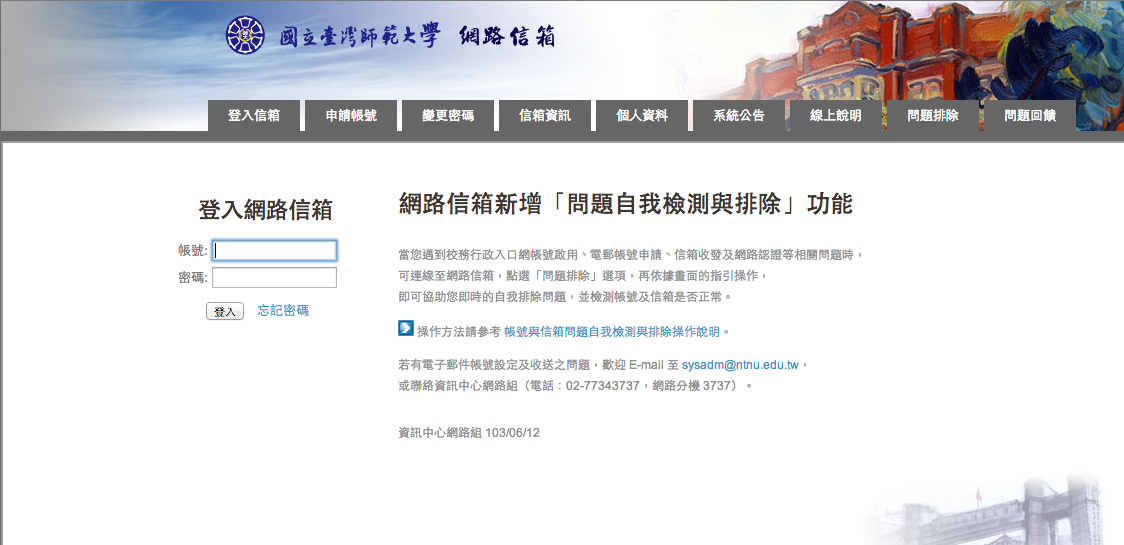 國立臺灣師範大學 網路信箱
登入信箱 申請帳號 變更密碼 信箱資訊 個人資料 系統公告 線上說明 問題排除 問題回饋
登入網路信箱
帳號:
密碼:
登入 忘記密碼
網路信箱新增「問題自我檢測與排除」功能
當您遇到校務行政入口網帳號啟用、電郵帳號申請、信箱收發及網路認證等相關問題時，
可連線至網路信箱，點選「問題排除」選項，再依據畫面的指引操作，
即可協助您即時的自我排除問題，並檢測帳號及信箱是否正常。
操作方法請參考 帳號與信箱問題自我檢測與排除操作說明。
若有電子郵件帳號設定及收送之問題，歡迎 E-mail 至 sysadm@ntnu.edu.tw，
或聯絡資訊中心網路組（電話：02-77343737，網路分機 3737）。
資訊中心網路組 103/06/12